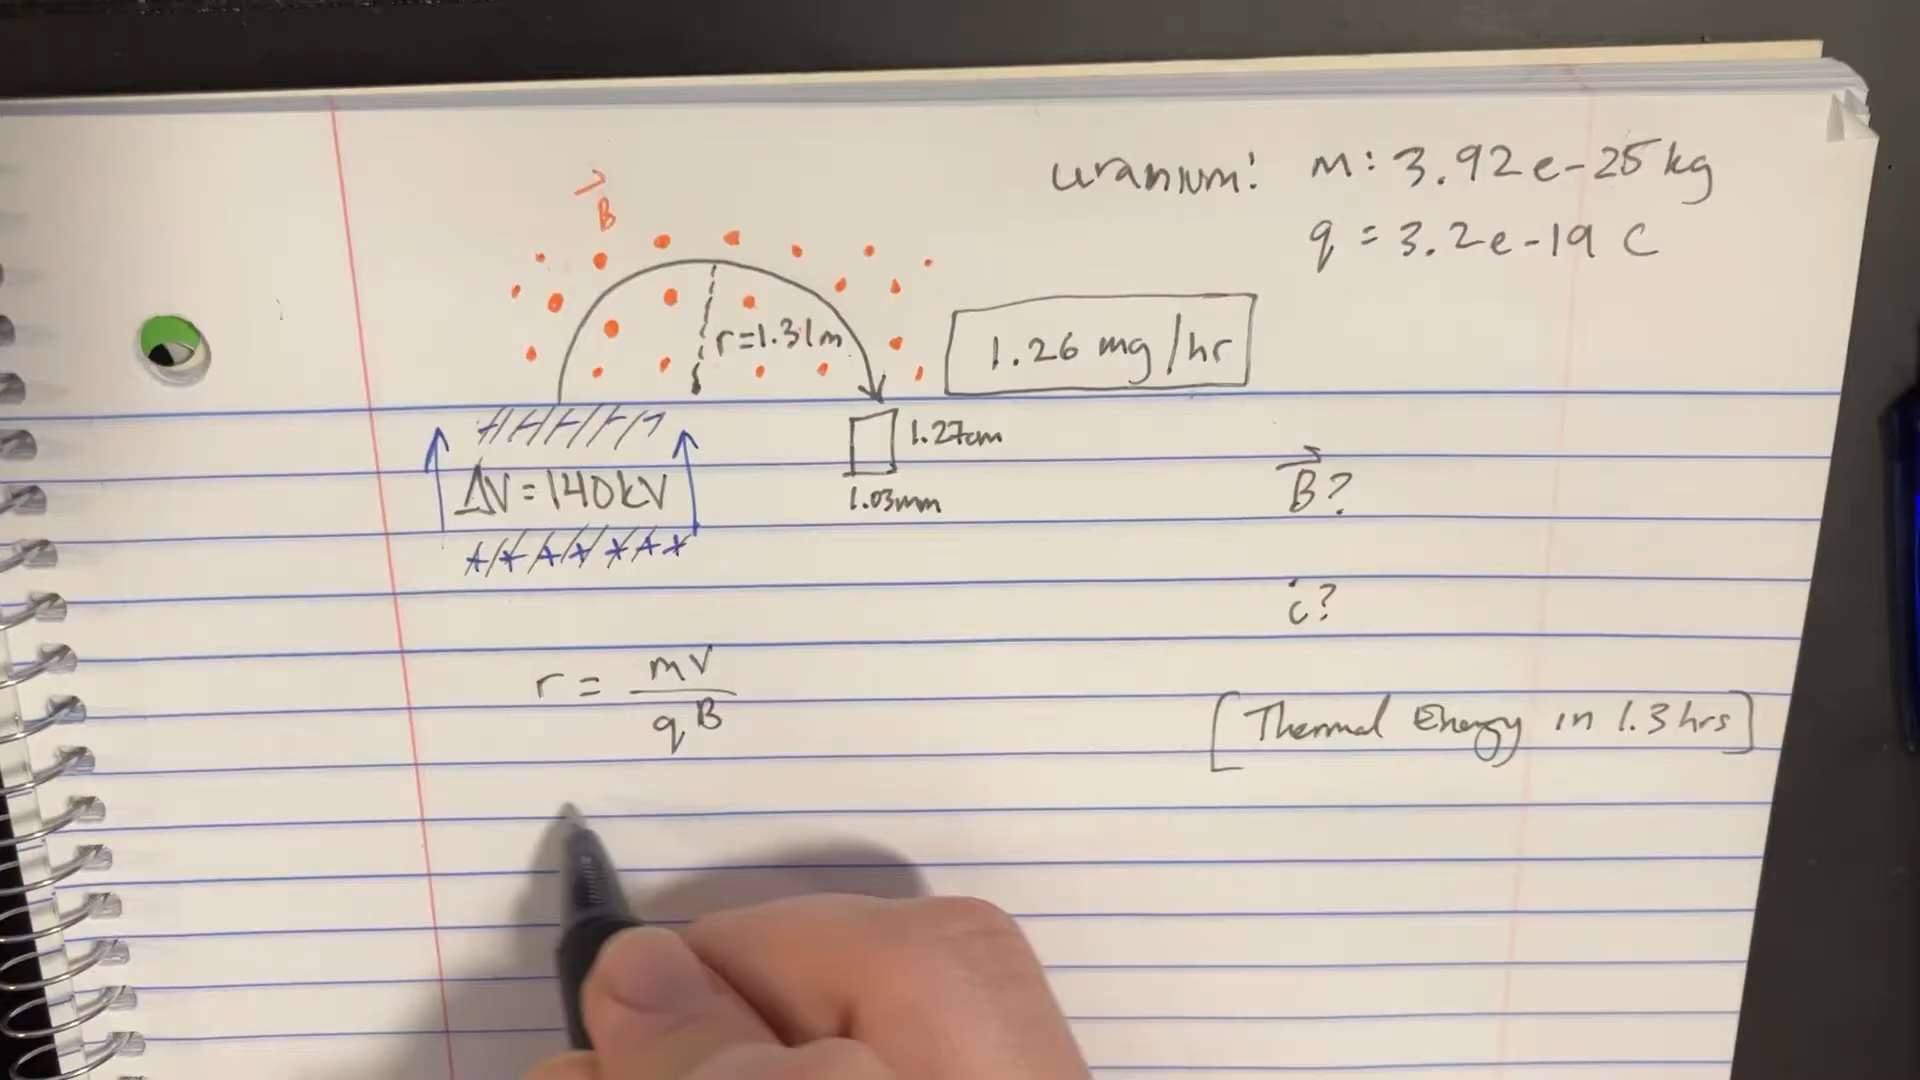 uranium: m: 3.92e-25 kg
q = 3.2e-19 C
B
r=1.31m
1.26 mg/hr
1.27cm
ΔV=140kV
1.03mm
B?
i?
r = mv / qB
[Thermal Energy in 1.3 hrs]